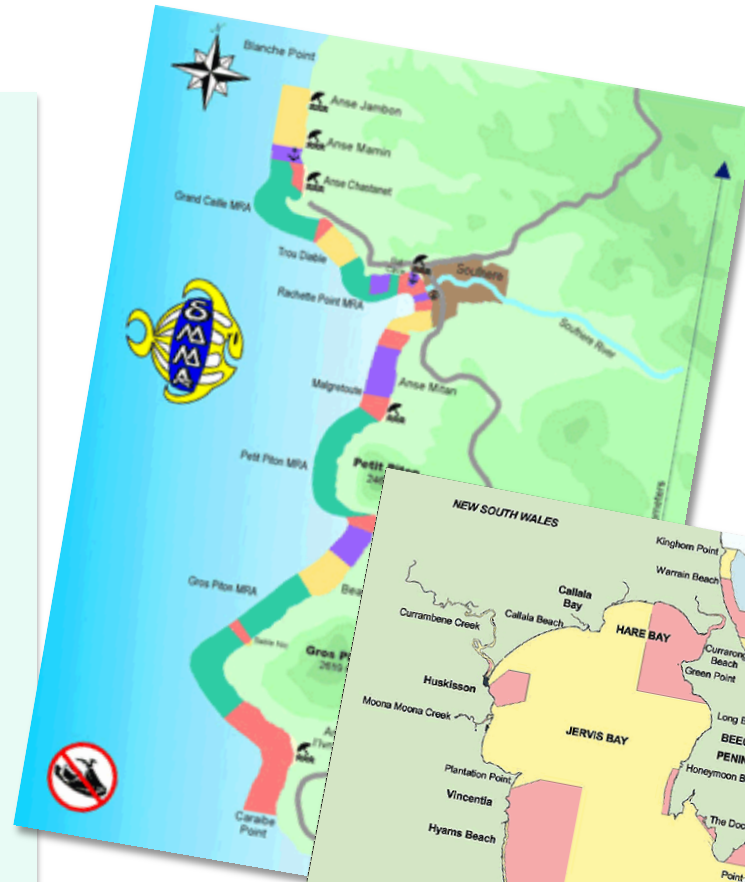 N
Blanche Point
Anse Jambon
Anse Mamin
Anse Chastanet
Grand Caille MRA
Trou Diable
Soufriere
Rachette Point MRA
Soufriere River
SMMA
Malgretoute
Anse Mitan
Petit Piton MRA
Petit Piton
Gros Piton MRA
Bea
Gros Pi
2619
Caraibe
Point
NEW SOUTH WALES
Kinghorn Point
Warrain Beach
Callala
Bay
Currambene Creek
Callala Beach
HARE BAY
Currarong
Beach
Green Point
Huskisson
Moona Moona Creek
Long B
JERVIS BAY
BEE
PENIN
Plantation Point
Honeymoon B
Vincentia
Hyams Beach
The Doc
Point